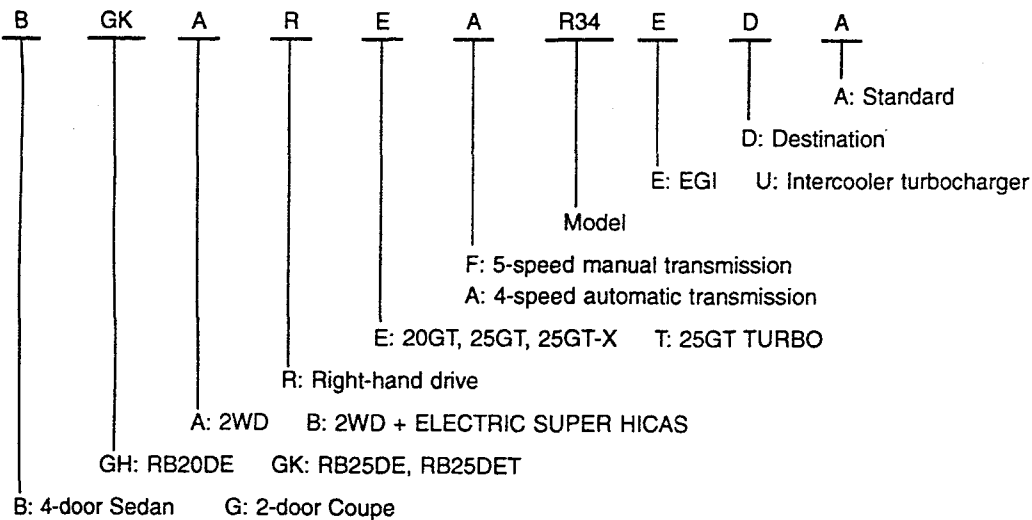 B GK A R E A R34 E D A
A: Standard
D: Destination
E: EGI U: Intercooler turbocharger
Model
F: 5-speed manual transmission
A: 4-speed automatic transmission
E: 20GT, 25GT, 25GT-X T: 25GT TURBO
R: Right-hand drive
A: 2WD B: 2WD + ELECTRIC SUPER HICAS
GH: RB20DE GK: RB25DE, RB25DET
B: 4-door Sedan G: 2-door Coupe